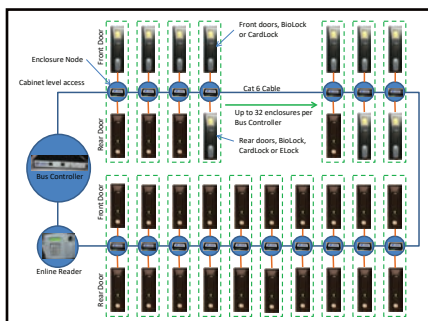 Front Door
Front doors, BioLock
or CardLock
Enclosure Node
Cabinet level access
Cat 6 Cable
Up to 32 enclosures per
Bus Controller
Rear Door
Rear doors, BioLock,
CardLock or ELock
Bus Controller
Front Door
Enline Reader
Rear Door